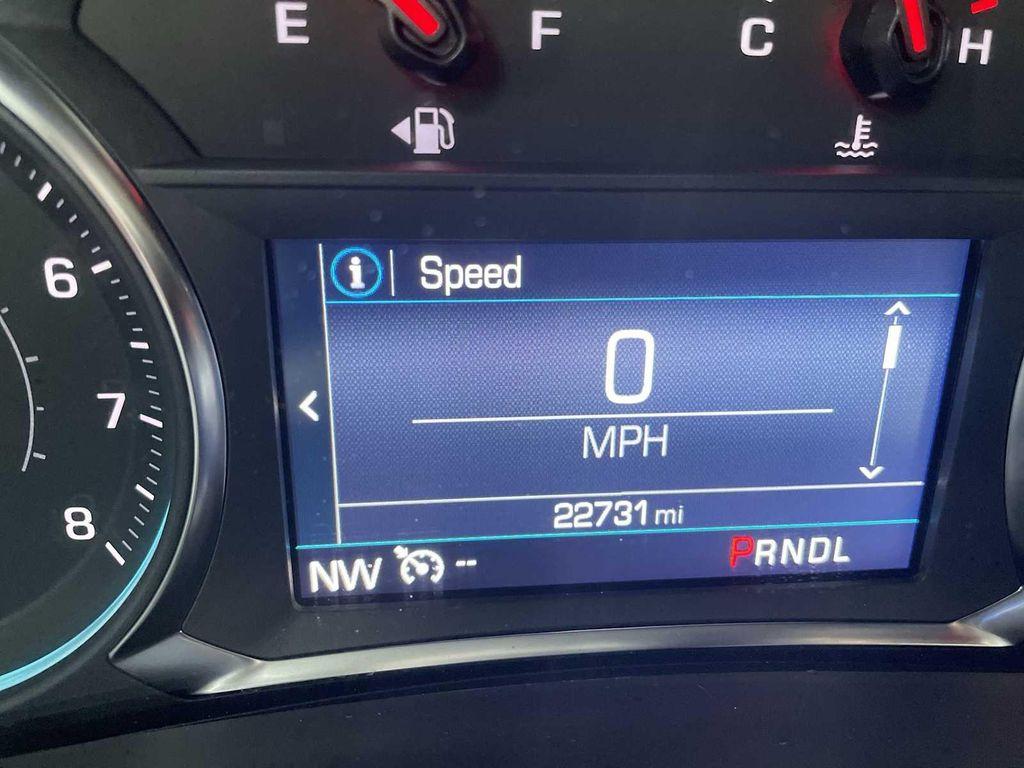 E F C H
6
7
8
i Speed
0
MPH
22731 mi
NW --
PRNDL